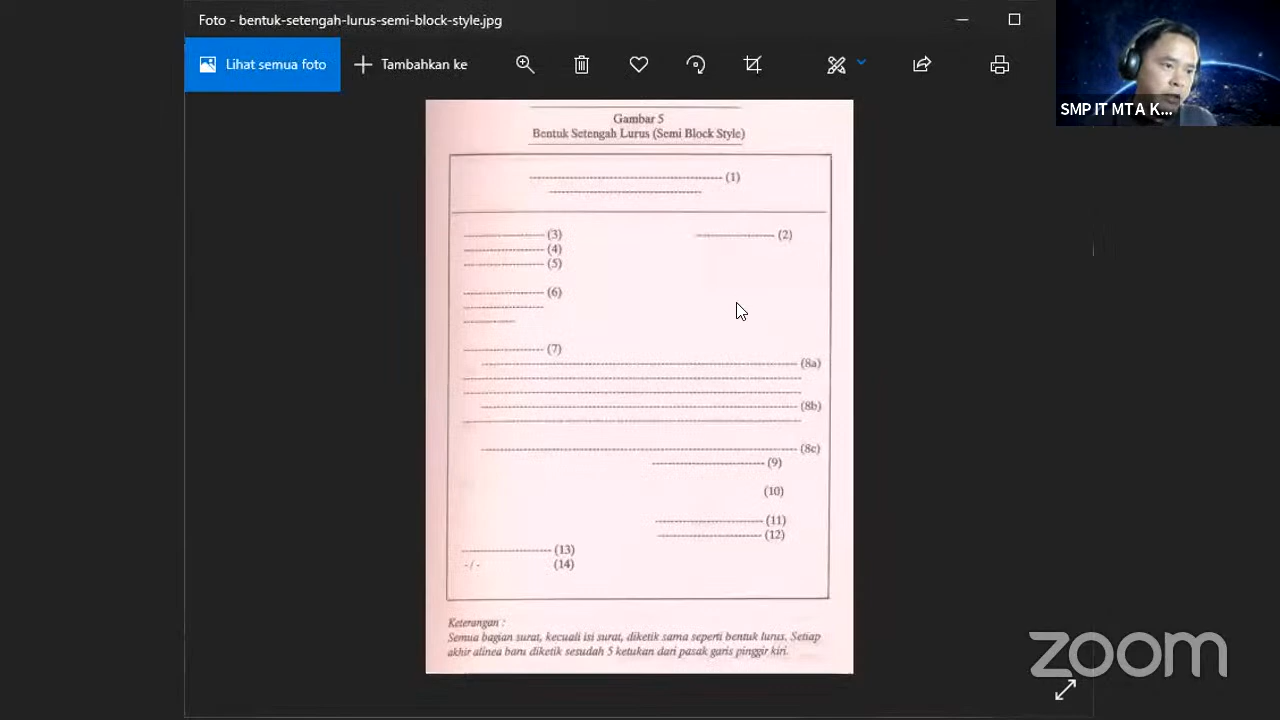 Foto - bentuk-setengah-lurus-semi-block-style.jpg
Lihat semua foto
Tambahkan ke
SMP IT MTA K...
Gambar 5
Bentuk Setengah Lurus (Semi Block Style)
(1)
(3)
(2)
(4)
(5)
(6)
(7)
(8a)
(8b)
(8c)
(9)
(10)
(11)
(12)
(13)
-/- (14)
Keterangan :
Semua bagian surat, kecuali isi surat, diketik sama seperti bentuk lurus. Setiap
akhir alinea baru diketik sesudah 5 ketukan dari pasak garis pinggir kiri.
zoom